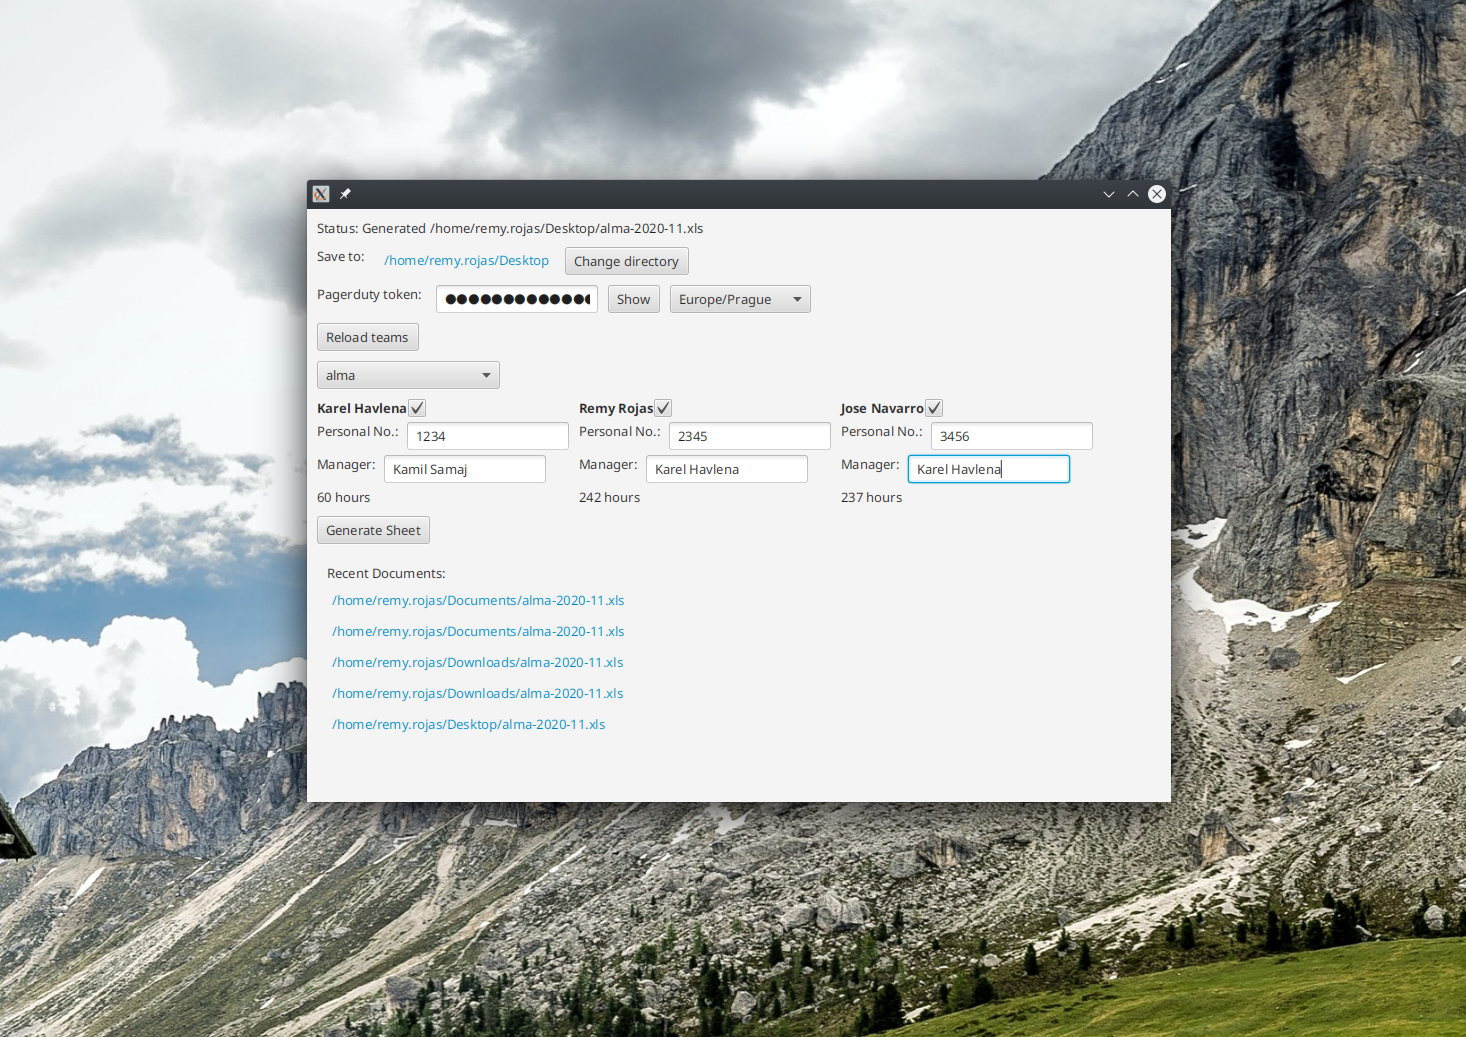 Status: Generated /home/remy.rojas/Desktop/alma-2020-11.xls
Save to: /home/remy.rojas/Desktop Change directory
Pagerduty token: ●●●●●●●●●●●●● Show Europe/Prague
Reload teams
alma
Karel Havlena Remy Rojas Jose Navarro
Personal No.: 1234 Personal No.: 2345 Personal No.: 3456
Manager: Kamil Samaj Manager: Karel Havlena Manager: Karel Havlena
60 hours 242 hours 237 hours
Generate Sheet
Recent Documents:
/home/remy.rojas/Documents/alma-2020-11.xls
/home/remy.rojas/Documents/alma-2020-11.xls
/home/remy.rojas/Downloads/alma-2020-11.xls
/home/remy.rojas/Downloads/alma-2020-11.xls
/home/remy.rojas/Desktop/alma-2020-11.xls